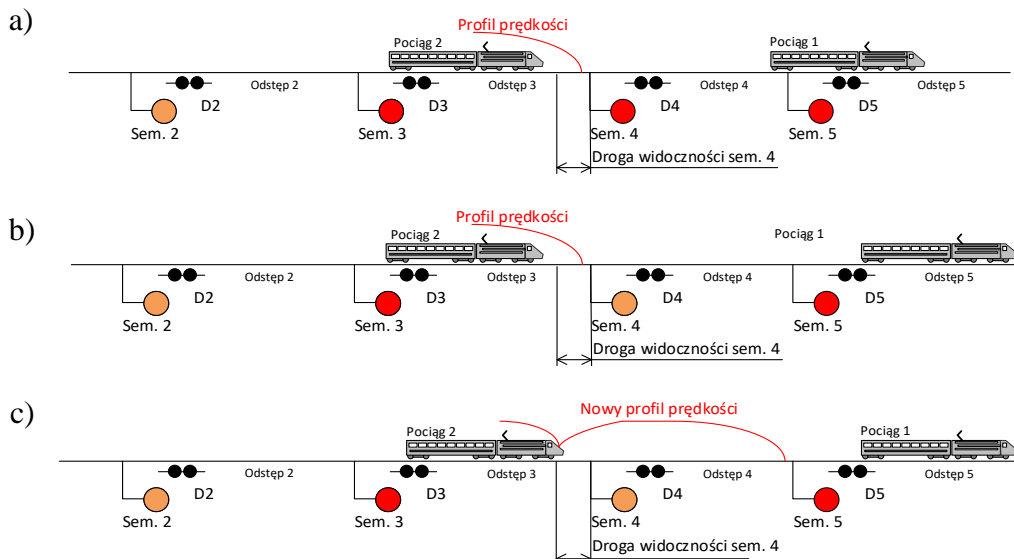 a)
Profil prędkości
Pociąg 2
Pociąg 1
Odstęp 2
Odstęp 3
Odstęp 4
Odstęp 5
D2
D3
D4
D5
Sem. 2
Sem. 3
Sem. 4
Sem. 5
Droga widoczności sem. 4
b)
Profil prędkości
Pociąg 2
Pociąg 1
Odstęp 2
Odstęp 3
Odstęp 4
Odstęp 5
D2
D3
D4
D5
Sem. 2
Sem. 3
Sem. 4
Sem. 5
Droga widoczności sem. 4
c)
Nowy profil prędkości
Pociąg 2
Pociąg 1
Odstęp 2
Odstęp 3
Odstęp 4
Odstęp 5
D2
D3
D4
D5
Sem. 2
Sem. 3
Sem. 4
Sem. 5
Droga widoczności sem. 4